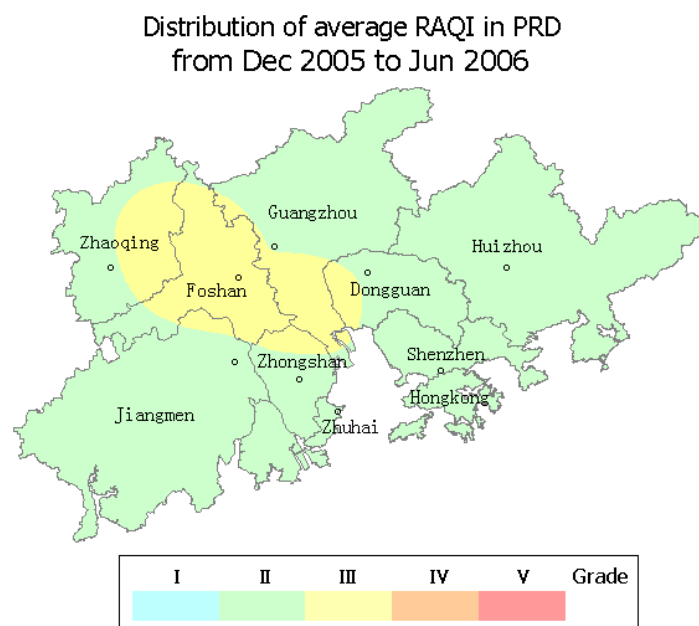 Distribution of average RAQI in PRD
from Dec 2005 to Jun 2006
Guangzhou
Zhaoqing
Huizhou
Foshan
Dongguan
Zhongshan
Shenzhen
Hongkong
Jiangmen
Zhuhai
I II III IV V Grade